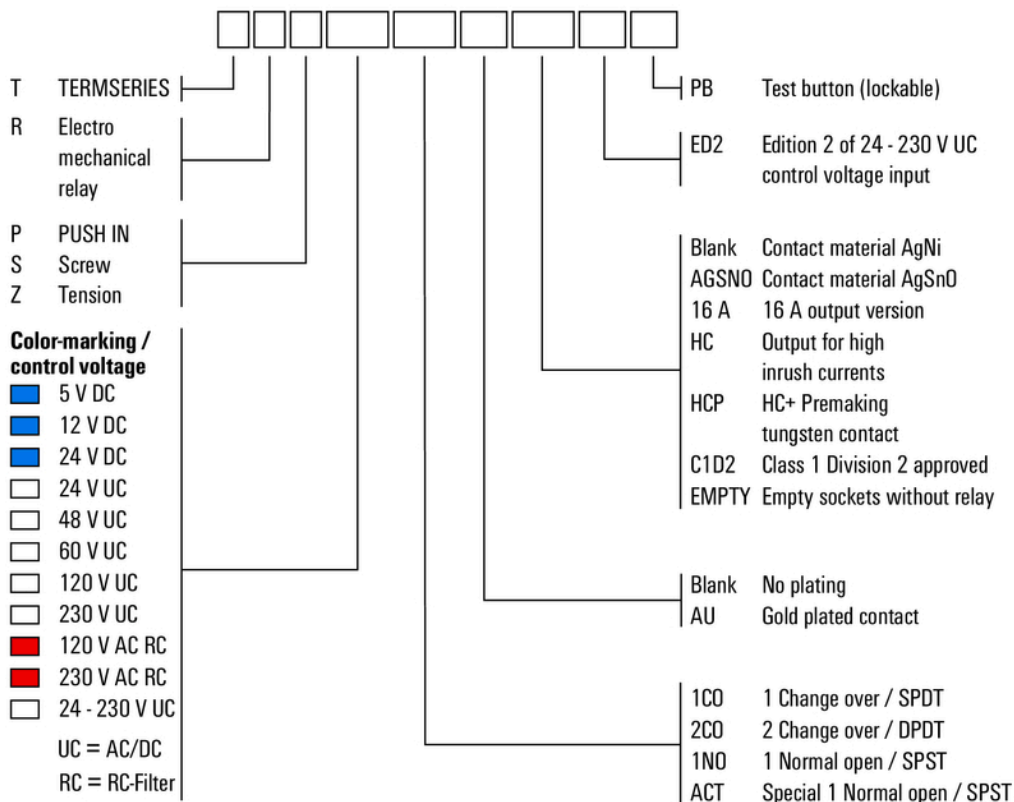 T TERMSERIES
R Electro
mechanical
relay
P PUSH IN
S Screw
Z Tension
Color-marking /
control voltage
5 V DC
12 V DC
24 V DC
24 V UC
48 V UC
60 V UC
120 V UC
230 V UC
120 V AC RC
230 V AC RC
24 - 230 V UC
UC = AC/DC
RC = RC-Filter
PB Test button (lockable)
ED2 Edition 2 of 24 - 230 V UC
control voltage input
Blank Contact material AgNi
AGSNO Contact material AgSnO
16 A 16 A output version
HC Output for high
inrush currents
HCP HC+ Premaking
tungsten contact
C1D2 Class 1 Division 2 approved
EMPTY Empty sockets without relay
Blank No plating
AU Gold plated contact
1CO 1 Change over / SPDT
2CO 2 Change over / DPDT
1NO 1 Normal open / SPST
ACT Special 1 Normal open / SPST